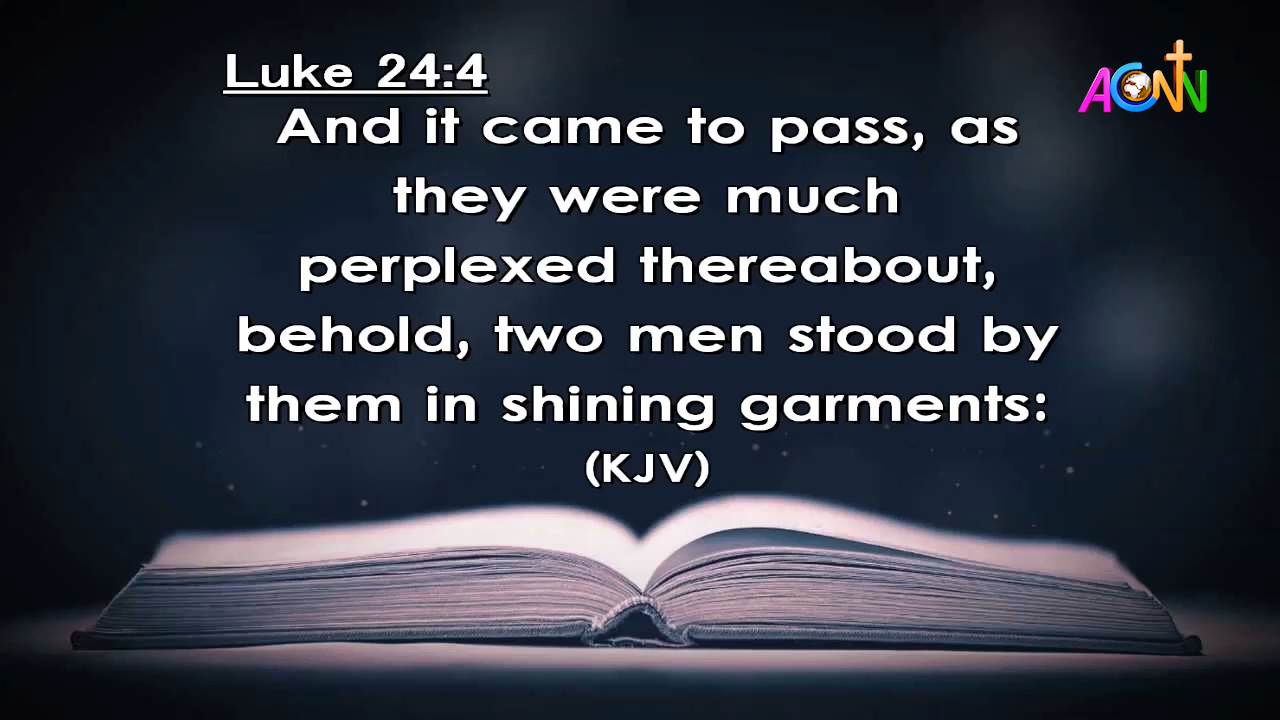 Luke 24:4
ACNN
And it came to pass, as
they were much
perplexed thereabout,
behold, two men stood by
them in shining garments:
(KJV)